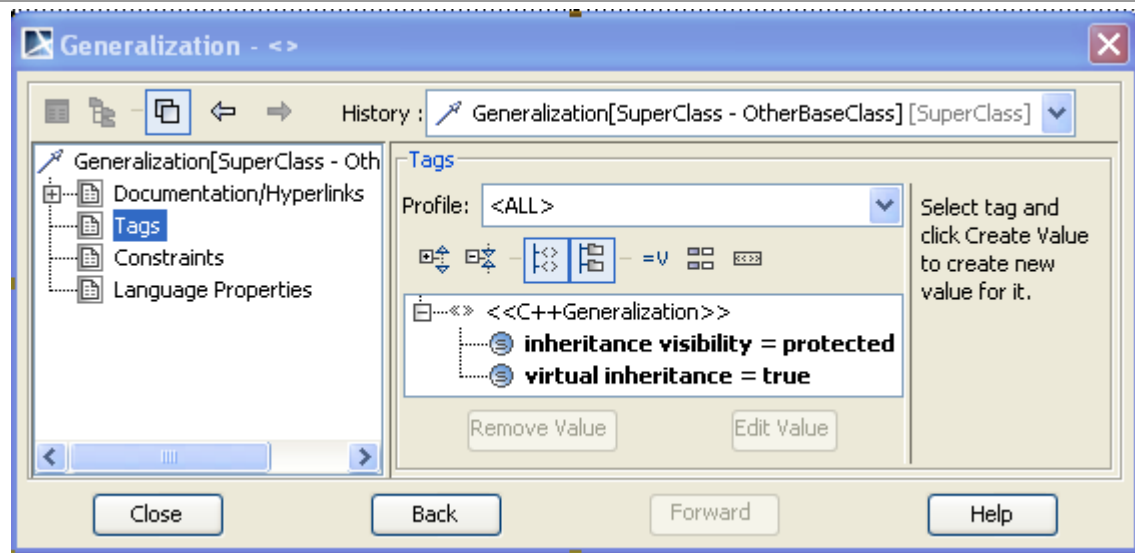 Generalization - <>
History : Generalization[SuperClass - OtherBaseClass] [SuperClass]
Generalization[SuperClass - Oth
Documentation/Hyperlinks
Tags
Constraints
Language Properties
Tags
Profile: <ALL>
=V
<<C++Generalization>>
inheritance visibility = protected
virtual inheritance = true
Remove Value Edit Value
Select tag and
click Create Value
to create new
value for it.
Close Back Forward Help